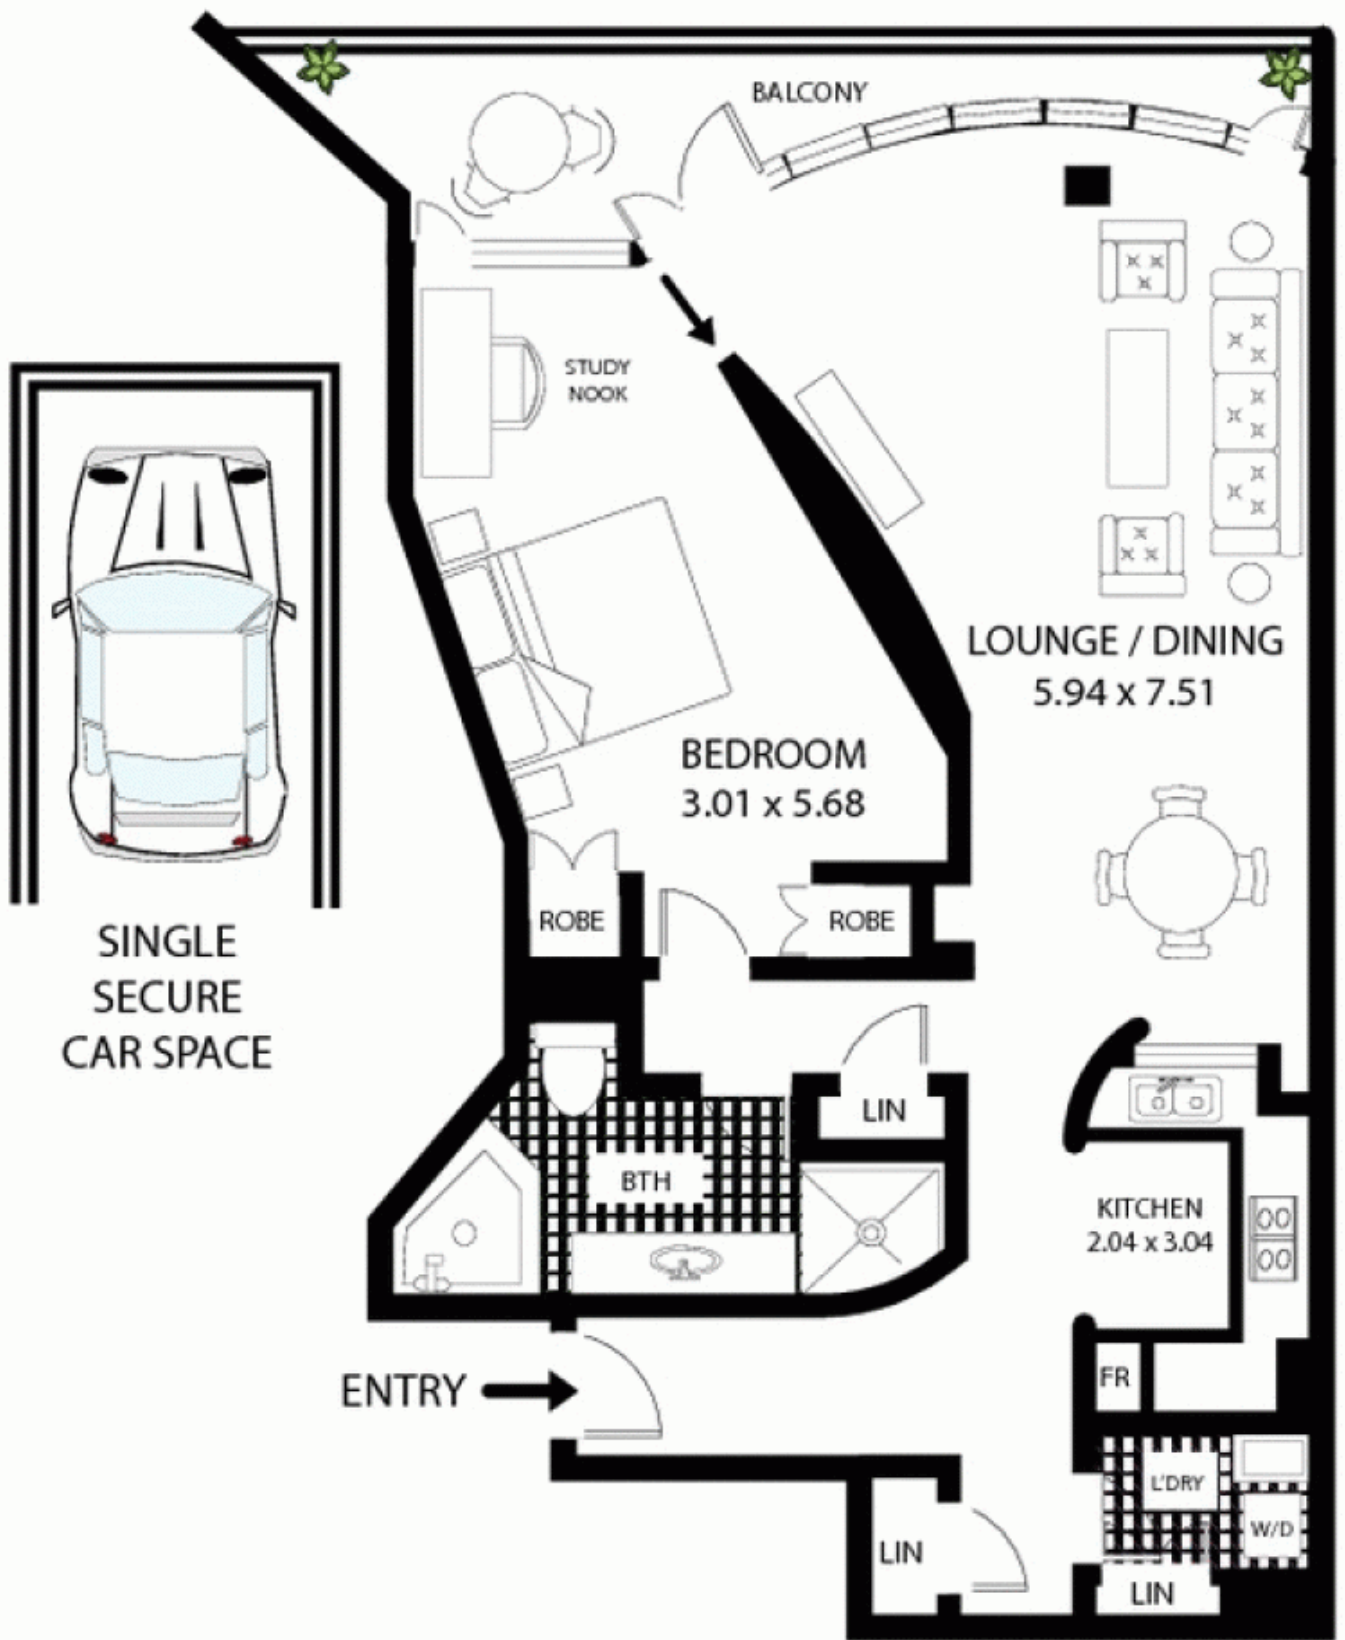 BALCONY
STUDY
NOOK
LOUNGE / DINING
5.94 x 7.51
BEDROOM
3.01 x 5.68
ROBE
ROBE
SINGLE
SECURE
CAR SPACE
LIN
BTH
KITCHEN
2.04 x 3.04
ENTRY
FR
L'DRY
W/D
LIN
LIN